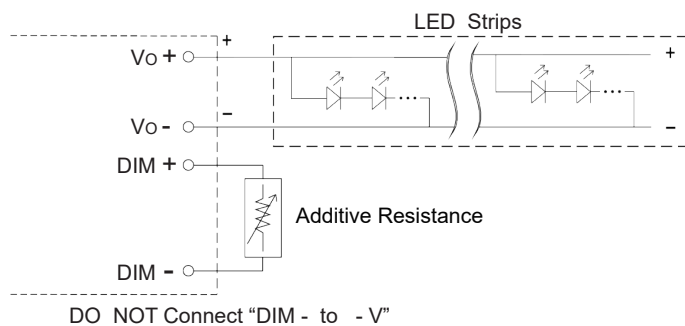 LED Strips
Vo +
+
+
Vo -
−
−
DIM +
Additive Resistance
DIM -
DO NOT Connect “DIM - to - V”